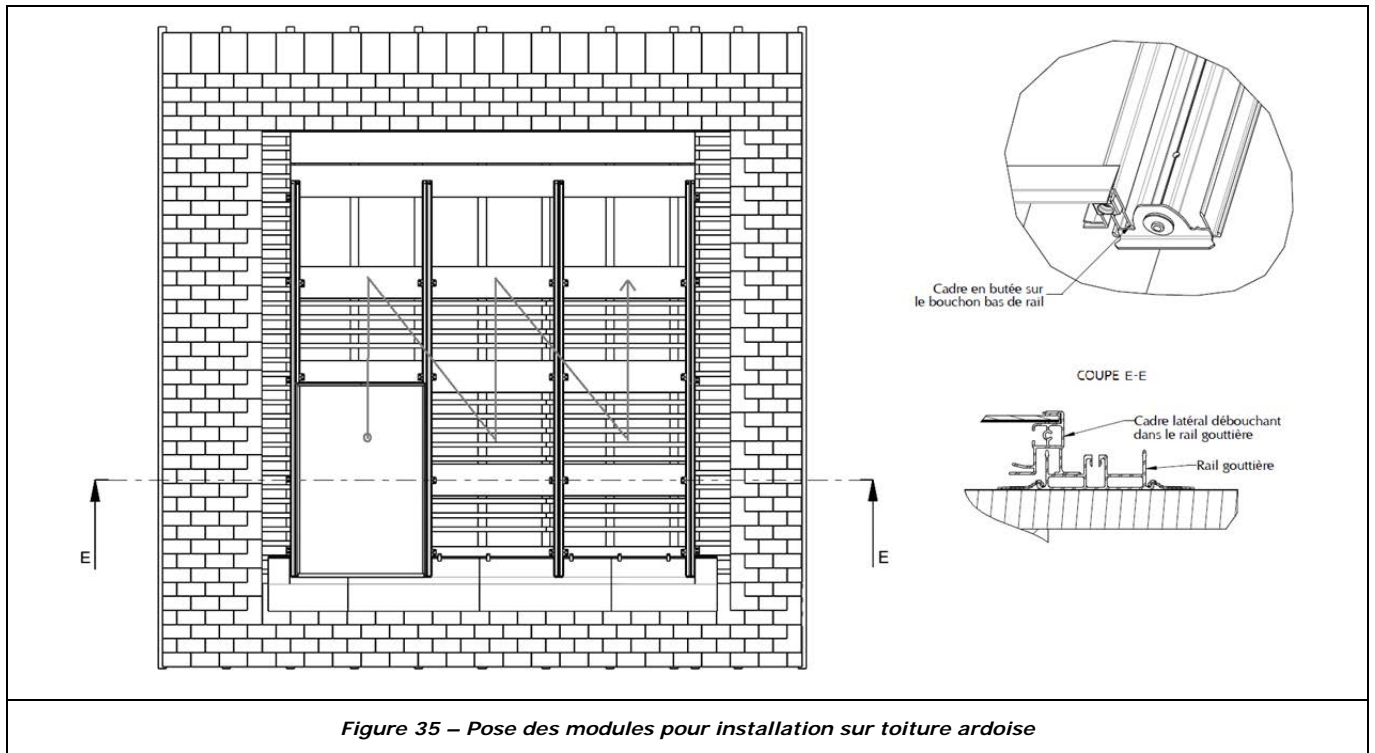 Cadre en butée sur
le bouchon bas de rail
COUPE E-E
Cadre latéral débouchant
dans le rail gouttière
Rail gouttière
E
E
Figure 35 – Pose des modules pour installation sur toiture ardoise